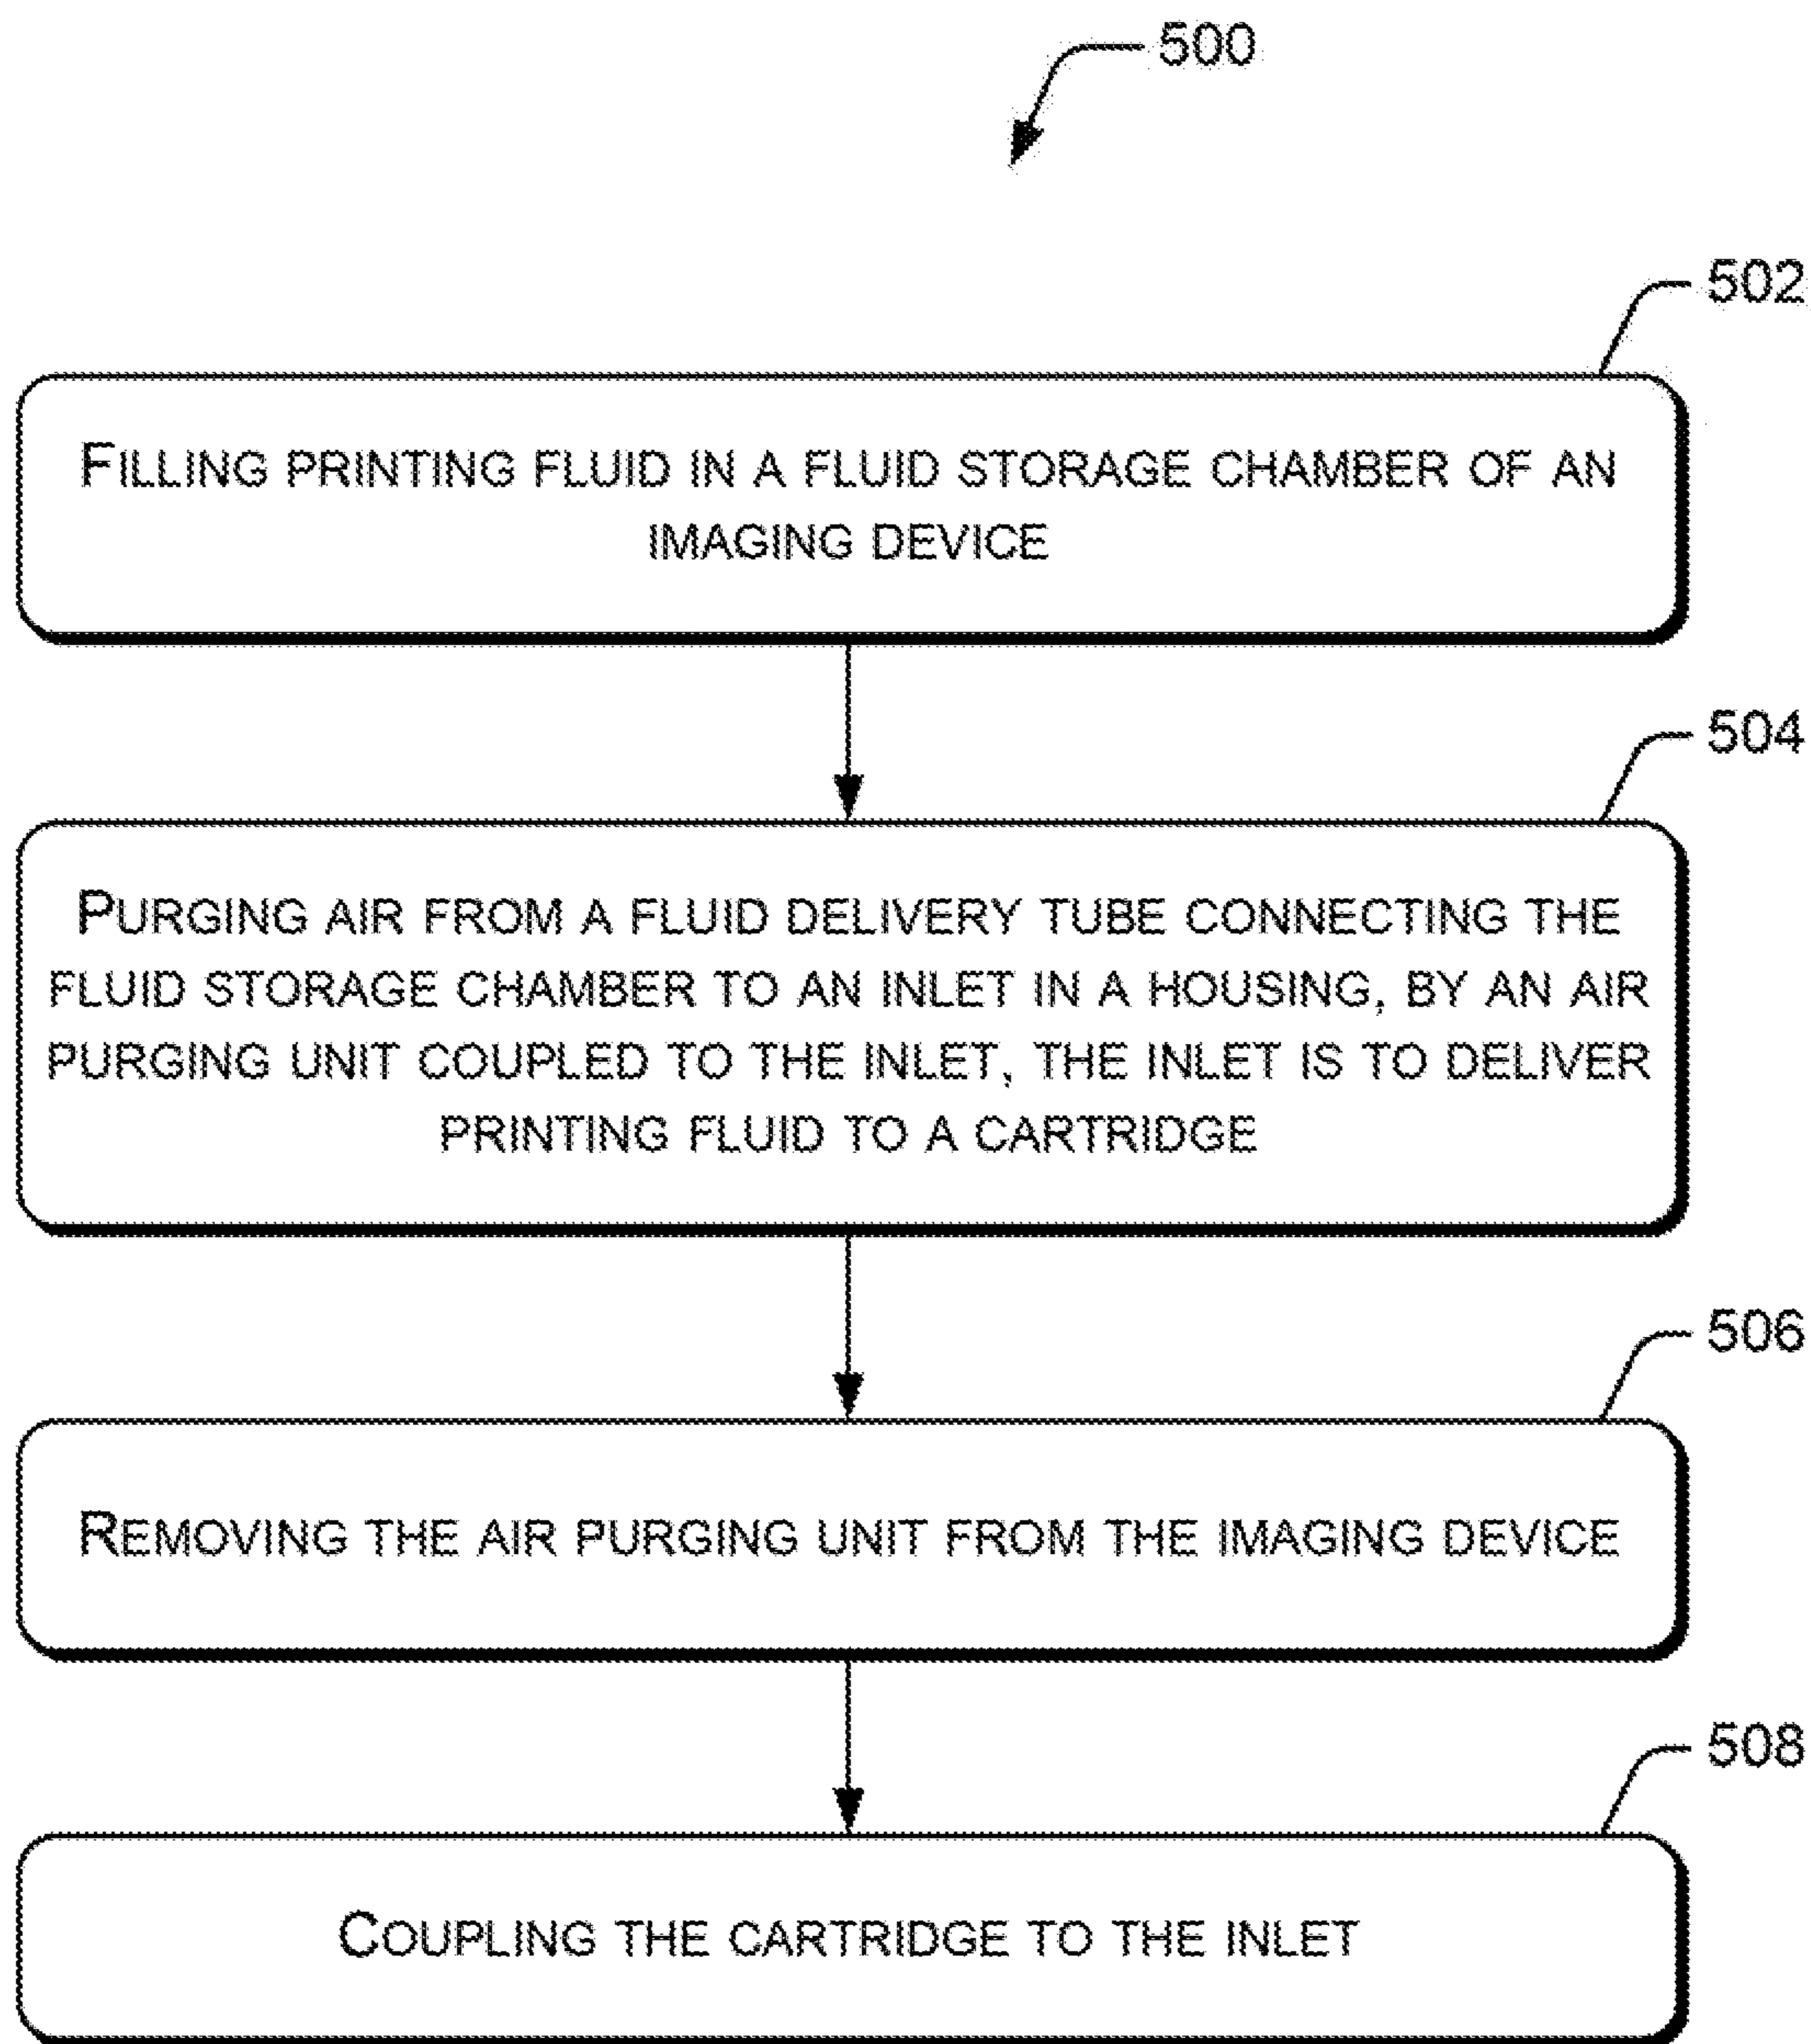 500
502
FILLING PRINTING FLUID IN A FLUID STORAGE CHAMBER OF AN
IMAGING DEVICE
504
PURGING AIR FROM A FLUID DELIVERY TUBE CONNECTING THE
FLUID STORAGE CHAMBER TO AN INLET IN A HOUSING, BY AN AIR
PURGING UNIT COUPLED TO THE INLET, THE INLET IS TO DELIVER
PRINTING FLUID TO A CARTRIDGE
506
REMOVING THE AIR PURGING UNIT FROM THE IMAGING DEVICE
508
COUPLING THE CARTRIDGE TO THE INLET